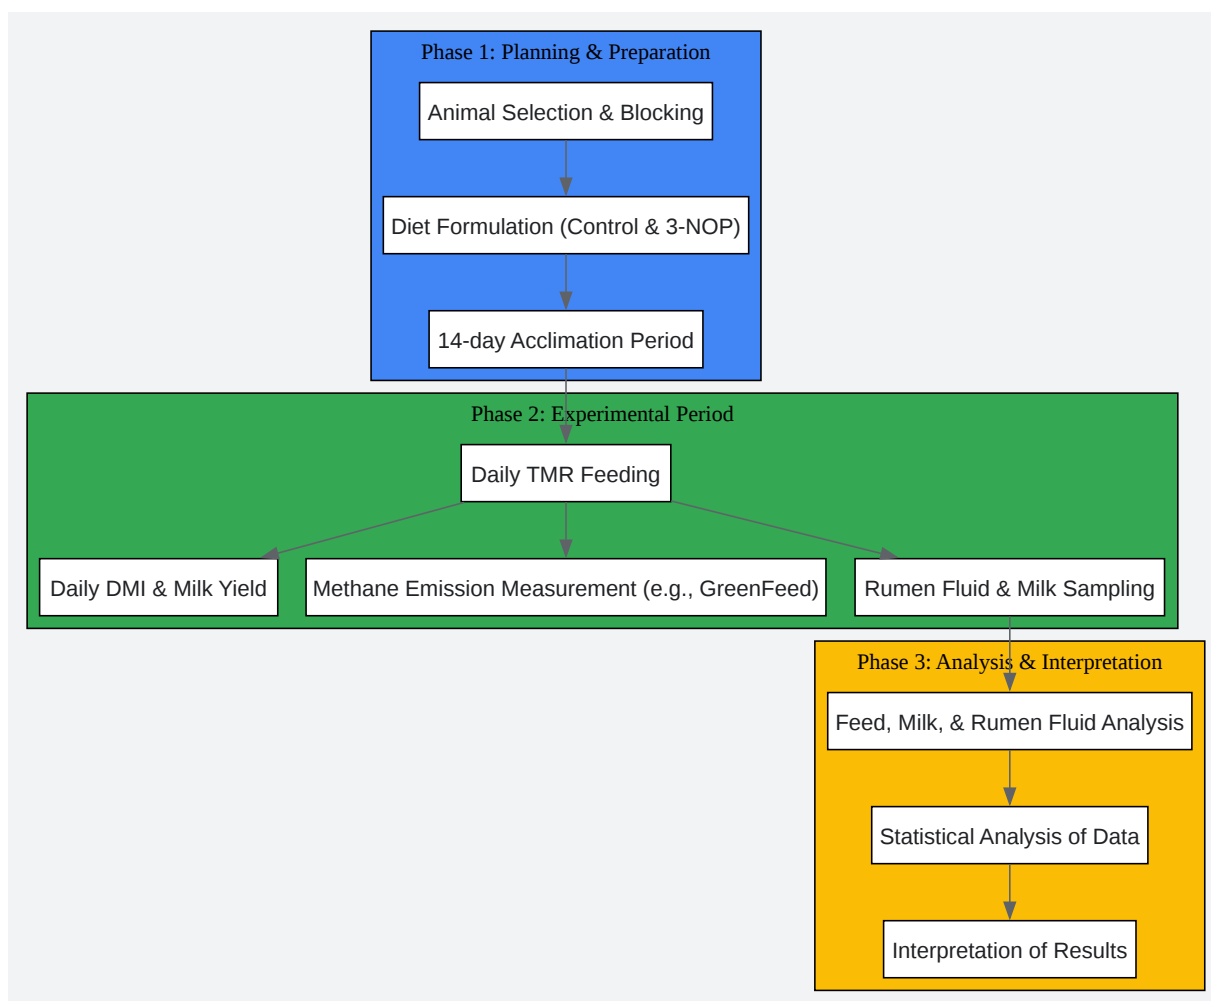 Phase 1: Planning & Preparation
Animal Selection & Blocking
Diet Formulation (Control & 3-NOP)
14-day Acclimation Period
Phase 2: Experimental Period
Daily TMR Feeding
Daily DMI & Milk Yield
Methane Emission Measurement (e.g., GreenFeed)
Rumen Fluid & Milk Sampling
Phase 3: Analysis & Interpretation
Feed, Milk, & Rumen Fluid Analysis
Statistical Analysis of Data
Interpretation of Results